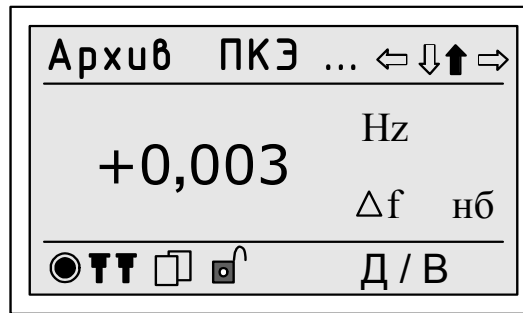 Архив ПКЭ ...
Hz
+0,003
Δf нб
Д / В